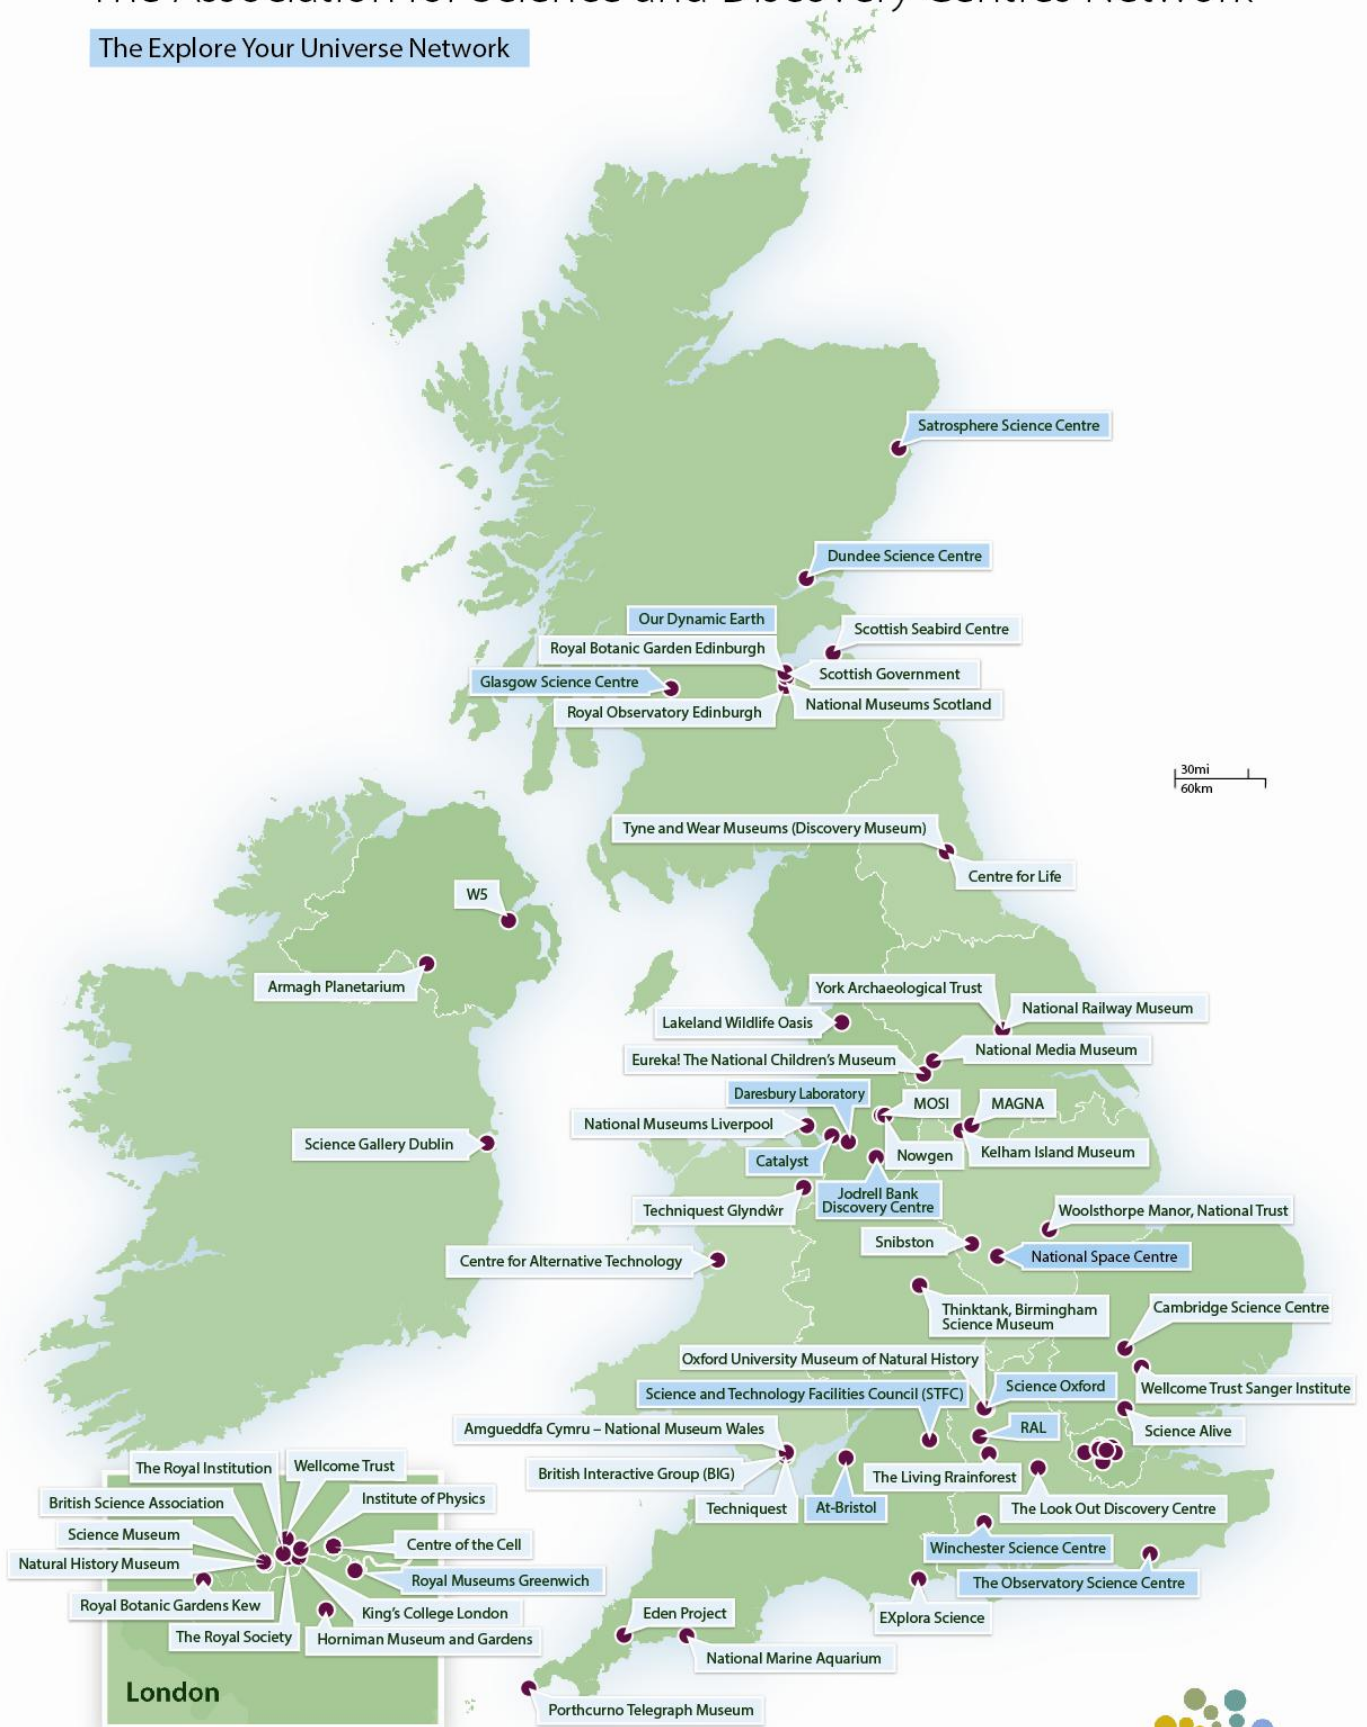 The Association for Science and Discovery Centres Network
The Explore Your Universe Network
Satrosphere Science Centre
Dundee Science Centre
Our Dynamic Earth
Scottish Seabird Centre
Royal Botanic Garden Edinburgh
Scottish Government
Glasgow Science Centre
National Museums Scotland
Royal Observatory Edinburgh
30mi
60km
Tyne and Wear Museums (Discovery Museum)
Centre for Life
W5
Armagh Planetarium
York Archaeological Trust
National Railway Museum
Lakeland Wildlife Oasis
National Media Museum
Eureka! The National Children's Museum
Daresbury Laboratory
MOSI
MAGNA
National Museums Liverpool
Science Gallery Dublin
Kelham Island Museum
Nowgen
Catalyst
Jodrell Bank
Discovery Centre
Techniquest Glyndŵr
Woolsthorpe Manor, National Trust
Snibston
National Space Centre
Centre for Alternative Technology
Thinktank, Birmingham
Science Museum
Cambridge Science Centre
Oxford University Museum of Natural History
Science Oxford
Wellcome Trust Sanger Institute
Science and Technology Facilities Council (STFC)
RAL
Science Alive
Amgueddfa Cymru – National Museum Wales
British Interactive Group (BIG)
The Living Rrainforest
Techniquest
At-Bristol
The Look Out Discovery Centre
Winchester Science Centre
The Observatory Science Centre
EXplora Science
Eden Project
National Marine Aquarium
Porthcurno Telegraph Museum
The Royal Institution
Wellcome Trust
British Science Association
Institute of Physics
Science Museum
Centre of the Cell
Natural History Museum
Royal Museums Greenwich
Royal Botanic Gardens Kew
King's College London
The Royal Society
Horniman Museum and Gardens
London